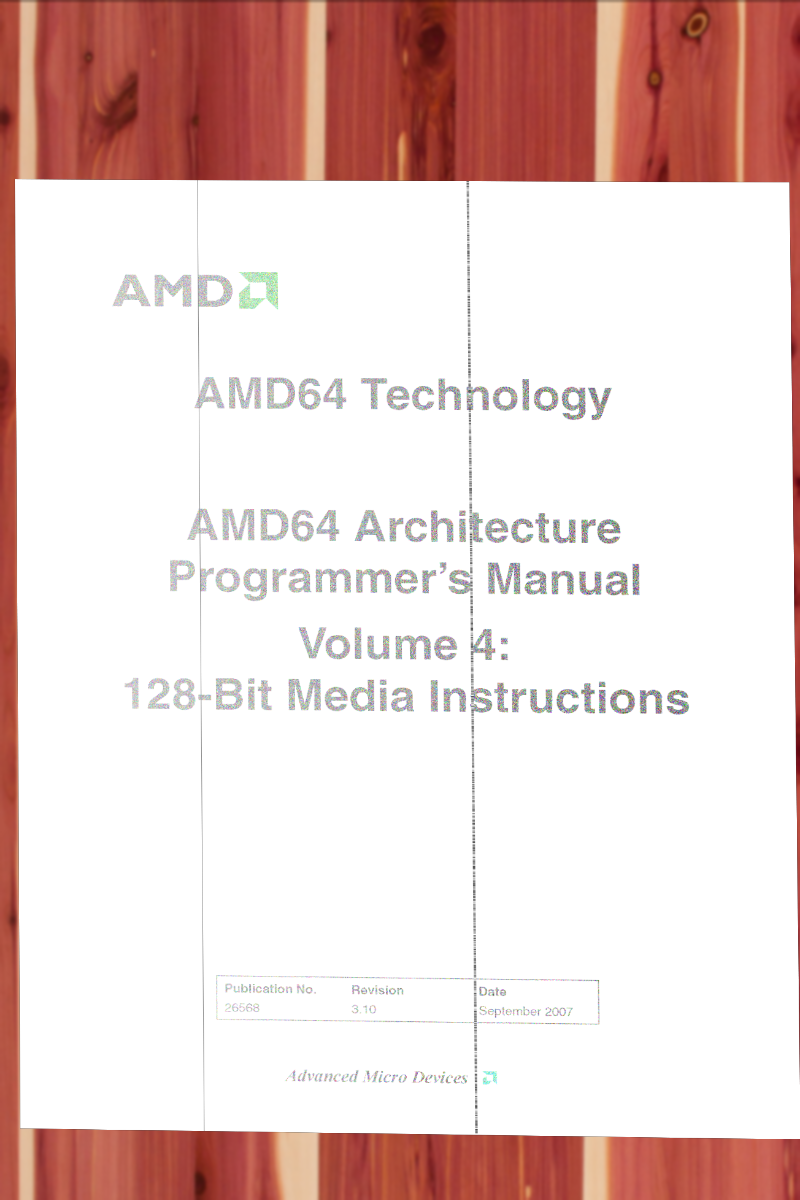 AMD
AMD64 Technology
AMD64 Architecture
Programmer's Manual
Volume 4:
128-Bit Media Instructions
Publication No. Revision Date
26568 3.10 September 2007
Advanced Micro Devices